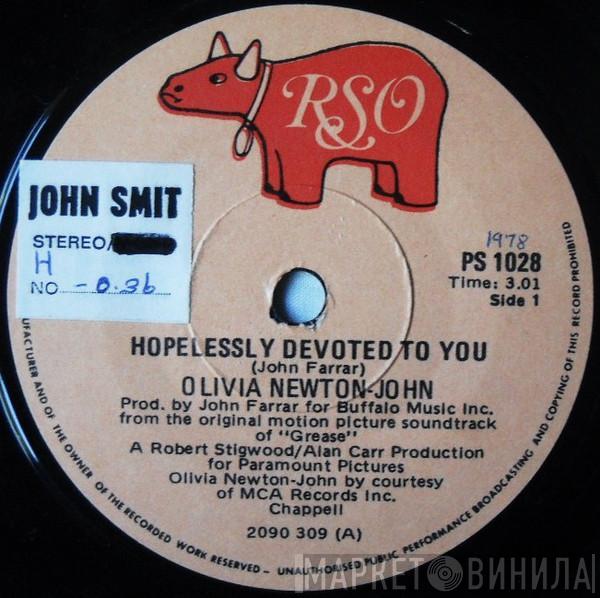 RSO
JOHN SMIT
STEREO/
H
NO -0.36
1978
PS 1028
Time: 3.01
Side 1
HOPELESSLY DEVOTED TO YOU
(John Farrar)
OLIVIA NEWTON-JOHN
Prod. by John Farrar for Buffalo Music Inc.
from the original motion picture soundtrack
of "Grease"
A Robert Stigwood/Alan Carr Production
for Paramount Pictures
Olivia Newton-John by courtesy
of MCA Records Inc.
Chappell
2090 309 (A)
UFACTURER AND OF THE OWNER OF THE RECORDED WORK RESERVED – UNAUTHORISED PUBLIC PERFORMANCE BROADCASTING AND COPYING OF THIS RECORD PROHIBITED
МАРКЕТ ВИНИЛА